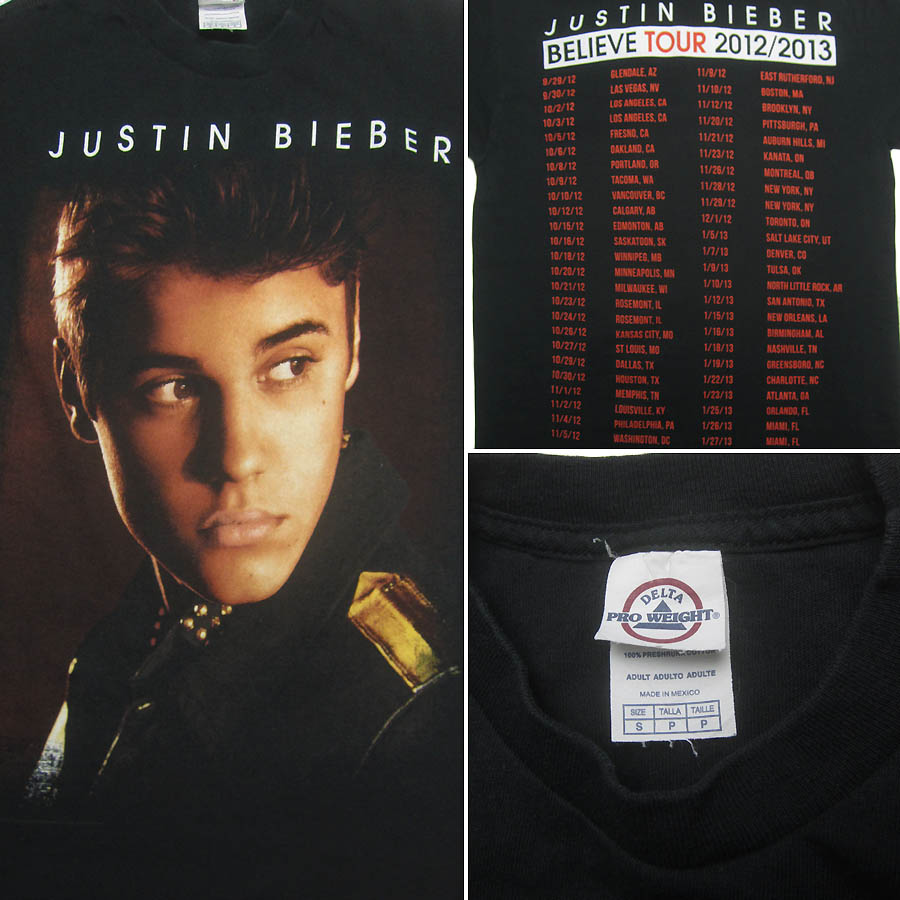 JUSTIN BIEBER
JUSTIN BIEBER
BELIEVE TOUR 2012/2013
9/29/12 GLENDALE, AZ
9/30/12 LAS VEGAS, NV
10/2/12 LOS ANGELES, CA
10/3/12 LOS ANGELES, CA
10/5/12 FRESNO, CA
10/6/12 OAKLAND, CA
10/8/12 PORTLAND, OR
10/9/12 TACOMA, WA
10/10/12 VANCOUVER, BC
10/12/12 CALGARY, AB
10/15/12 EDMONTON, AB
10/16/12 SASKATOON, SK
10/18/12 WINNIPEG, MB
10/20/12 MINNEAPOLIS, MN
10/21/12 MILWAUKEE, WI
10/23/12 ROSEMONT, IL
10/24/12 ROSEMONT, IL
10/26/12 KANSAS CITY, MO
10/27/12 ST LOUIS, MO
10/29/12 DALLAS, TX
10/30/12 HOUSTON, TX
11/1/12 MEMPHIS, TN
11/2/12 LOUISVILLE, KY
11/4/12 PHILADELPHIA, PA
11/5/12 WASHINGTON, DC
11/9/12 EAST RUTHERFORD, NJ
11/10/12 BOSTON, MA
11/12/12 BROOKLYN, NY
11/20/12 PITTSBURGH, PA
11/21/12 AUBURN HILLS, MI
11/23/12 KANATA, ON
11/26/12 MONTREAL, QB
11/28/12 NEW YORK, NY
11/29/12 NEW YORK, NY
12/1/12 TORONTO, ON
1/5/13 SALT LAKE CITY, UT
1/7/13 DENVER, CO
1/9/13 TULSA, OK
1/10/13 NORTH LITTLE ROCK, AR
1/12/13 SAN ANTONIO, TX
1/15/13 NEW ORLEANS, LA
1/16/13 BIRMINGHAM, AL
1/18/13 NASHVILLE, TN
1/19/13 GREENSBORO, NC
1/22/13 CHARLOTTE, NC
1/23/13 ATLANTA, GA
1/25/13 ORLANDO, FL
1/26/13 MIAMI, FL
1/27/13 MIAMI, FL
DELTA
PRO WEIGHT®
100% PRESHRUNK COTTON
ADULT ADULTO ADULTE
MADE IN MEXICO
SIZE TALLA TAILLE
S P P